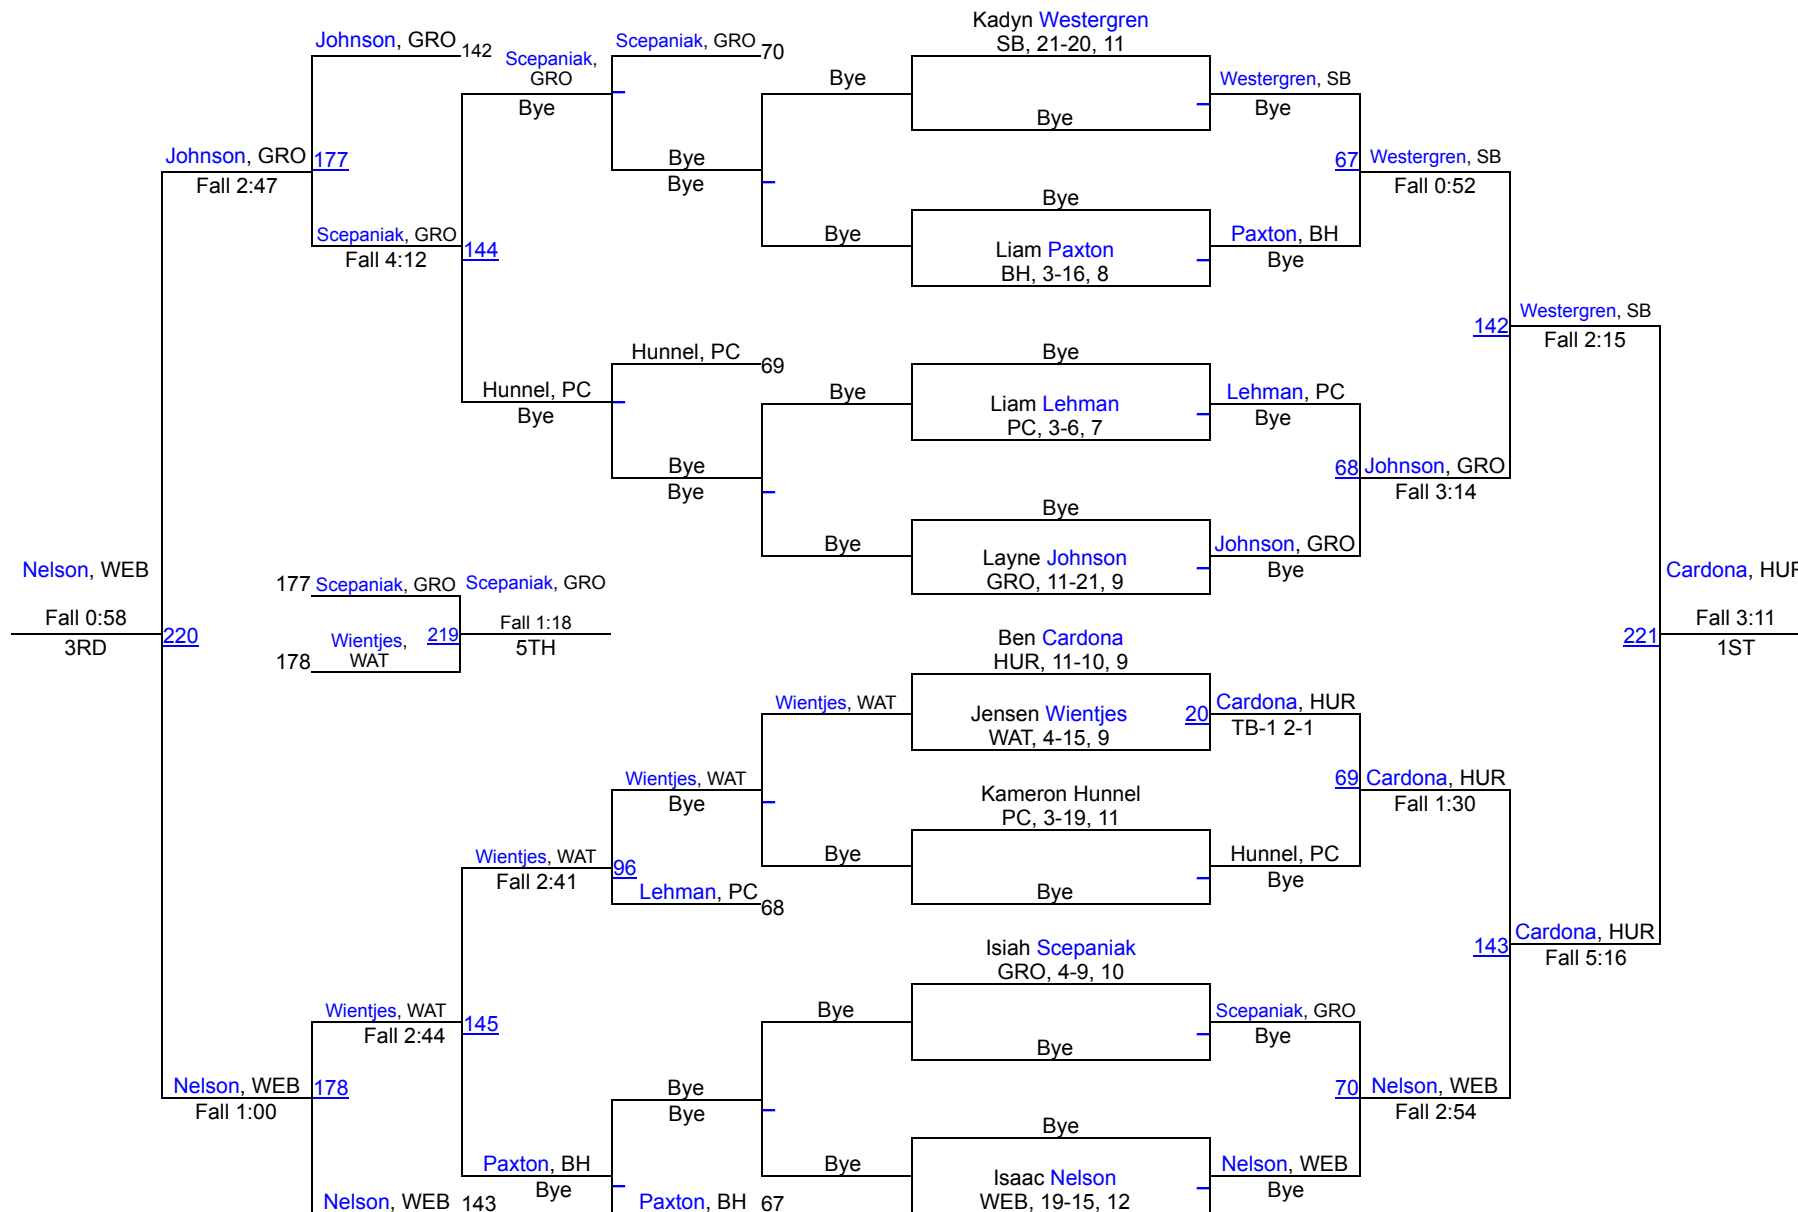 Kadyn Westergren
SB, 21-20, 11
Johnson, GRO
142
Scepaniak,
GRO
Bye
Scepaniak, GRO
70
Bye
Bye
Westergren, SB
Bye
Johnson, GRO
177
Fall 2:47
Bye
Bye
67
Westergren, SB
Fall 0:52
Scepaniak, GRO
144
Fall 4:12
Bye
Bye
Liam Paxton
BH, 3-16, 8
Paxton, BH
Bye
142
Westergren, SB
Fall 2:15
Hunnel, PC
69
Hunnel, PC
Bye
Bye
Bye
Liam Lehman
PC, 3-6, 7
Lehman, PC
Bye
Bye
Bye
68
Johnson, GRO
Fall 3:14
Bye
Bye
Layne Johnson
GRO, 11-21, 9
Johnson, GRO
Bye
Nelson, WEB
Fall 0:58
3RD
220
177
Scepaniak, GRO
Scepaniak, GRO
Wientjes,
WAT
178
219
Fall 1:18
5TH
Cardona, HUR
Fall 3:11
1ST
221
Ben Cardona
HUR, 11-10, 9
Wientjes, WAT
Jensen Wientjes
WAT, 4-15, 9
20
Cardona, HUR
TB-1 2-1
Wientjes, WAT
Bye
69
Cardona, HUR
Fall 1:30
Kameron Hunnel
PC, 3-19, 11
Wientjes, WAT
Fall 2:41
96
Bye
Hunnel, PC
Bye
Bye
Lehman, PC
68
143
Cardona, HUR
Fall 5:16
Isiah Scepaniak
GRO, 4-9, 10
Wientjes, WAT
145
Fall 2:44
Bye
Bye
Scepaniak, GRO
Bye
Nelson, WEB
178
Fall 1:00
Bye
Bye
70
Nelson, WEB
Fall 2:54
Bye
Paxton, BH
Bye
Bye
Isaac Nelson
WEB, 19-15, 12
Nelson, WEB
Bye
Nelson, WEB
143
Paxton, BH
67